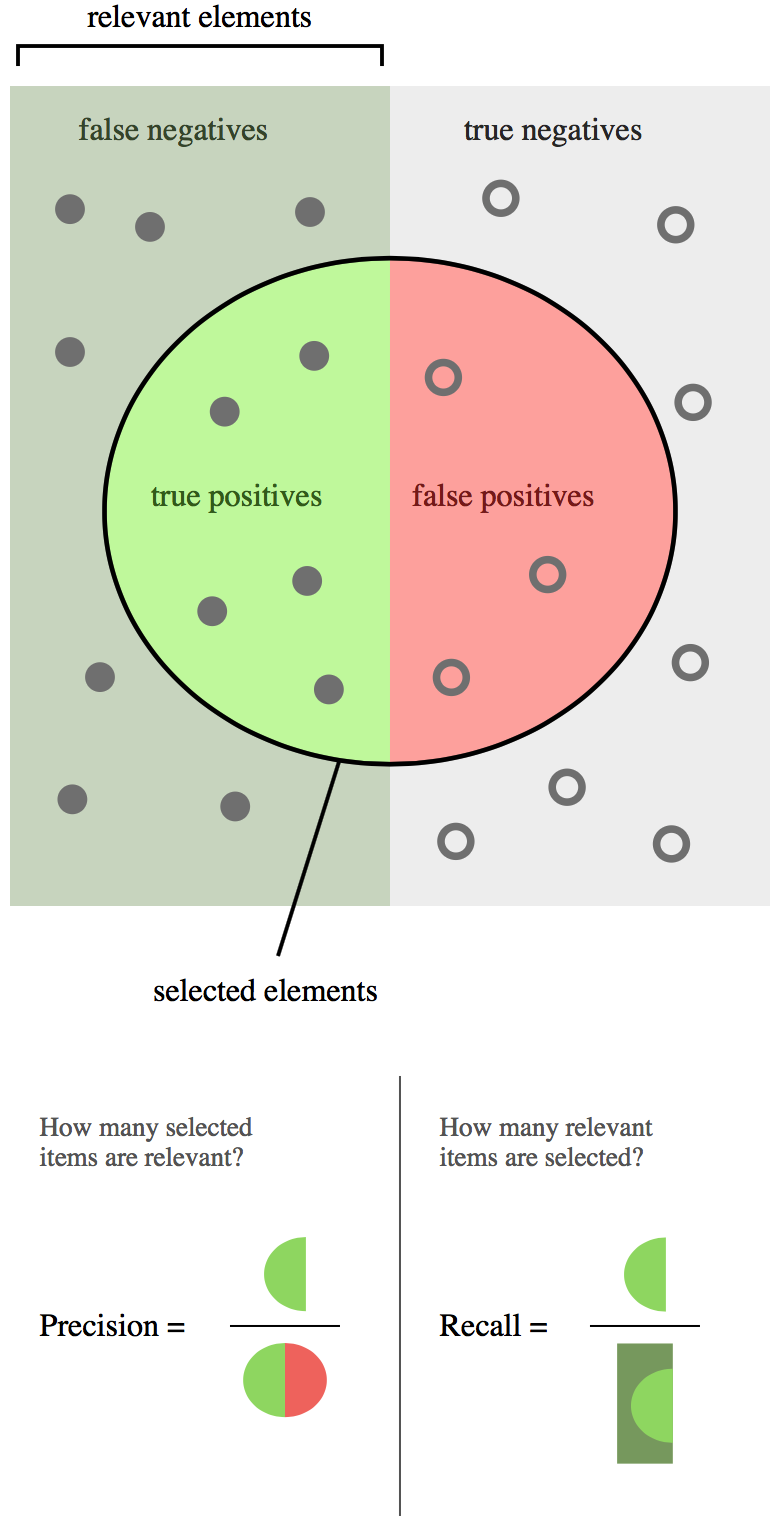 relevant elements
false negatives
true negatives
true positives
false positives
selected elements
How many selected
items are relevant?
Precision =
How many relevant
items are selected?
Recall =